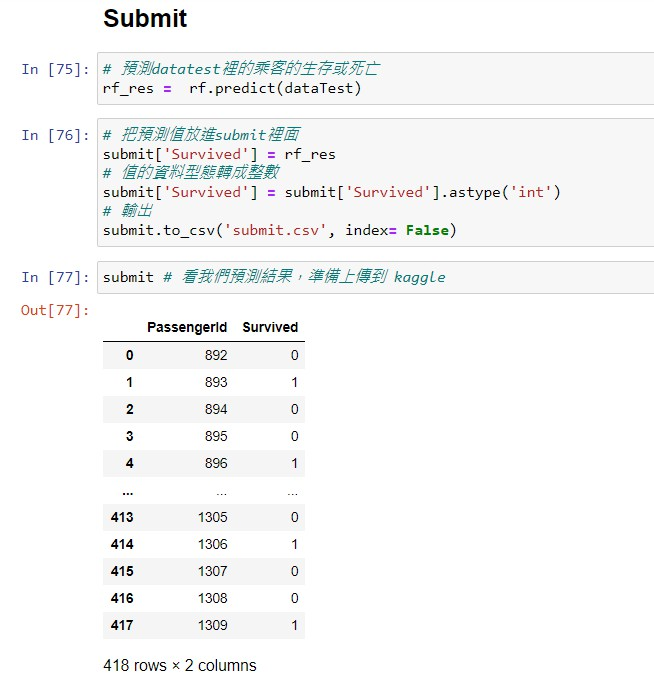 Submit
In [75]: # 預測datatest裡的乘客的生存或死亡
rf_res =  rf.predict(dataTest)
In [76]: # 把預測值放進submit裡面
submit['Survived'] = rf_res
# 值的資料型態轉成整數
submit['Survived'] = submit['Survived'].astype('int')
# 輸出
submit.to_csv('submit.csv', index= False)
In [77]: submit # 看我們預測結果，準備上傳到 kaggle
Out[77]:
PassengerId Survived
0 892 0
1 893 1
2 894 0
3 895 0
4 896 1
... ... ...
413 1305 0
414 1306 1
415 1307 0
416 1308 0
417 1309 1
418 rows × 2 columns